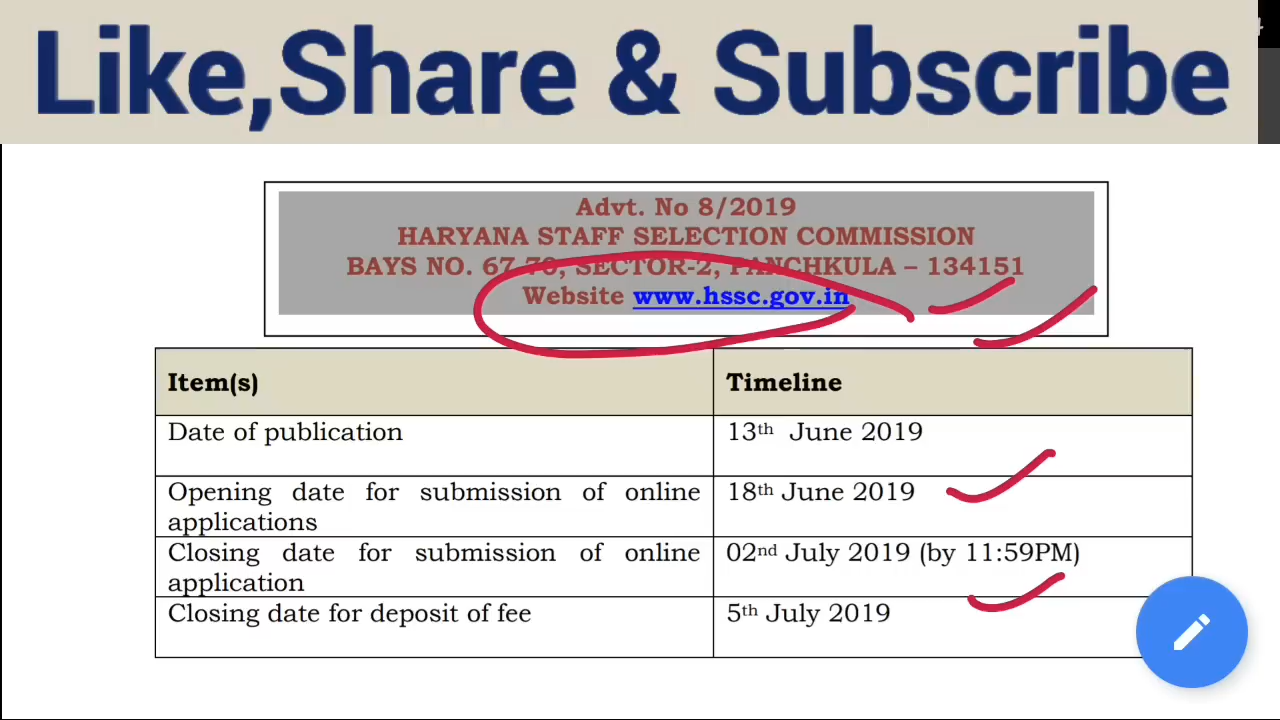 Like,Share & Subscribe
Advt. No 8/2019
HARYANA STAFF SELECTION COMMISSION
BAYS NO. 67-70, SECTOR-2, PANCHKULA – 134151
Website www.hssc.gov.in
Item(s) Timeline
Date of publication 13th June 2019
Opening date for submission of online 18th June 2019
applications
Closing date for submission of online 02nd July 2019 (by 11:59PM)
application
Closing date for deposit of fee 5th July 2019